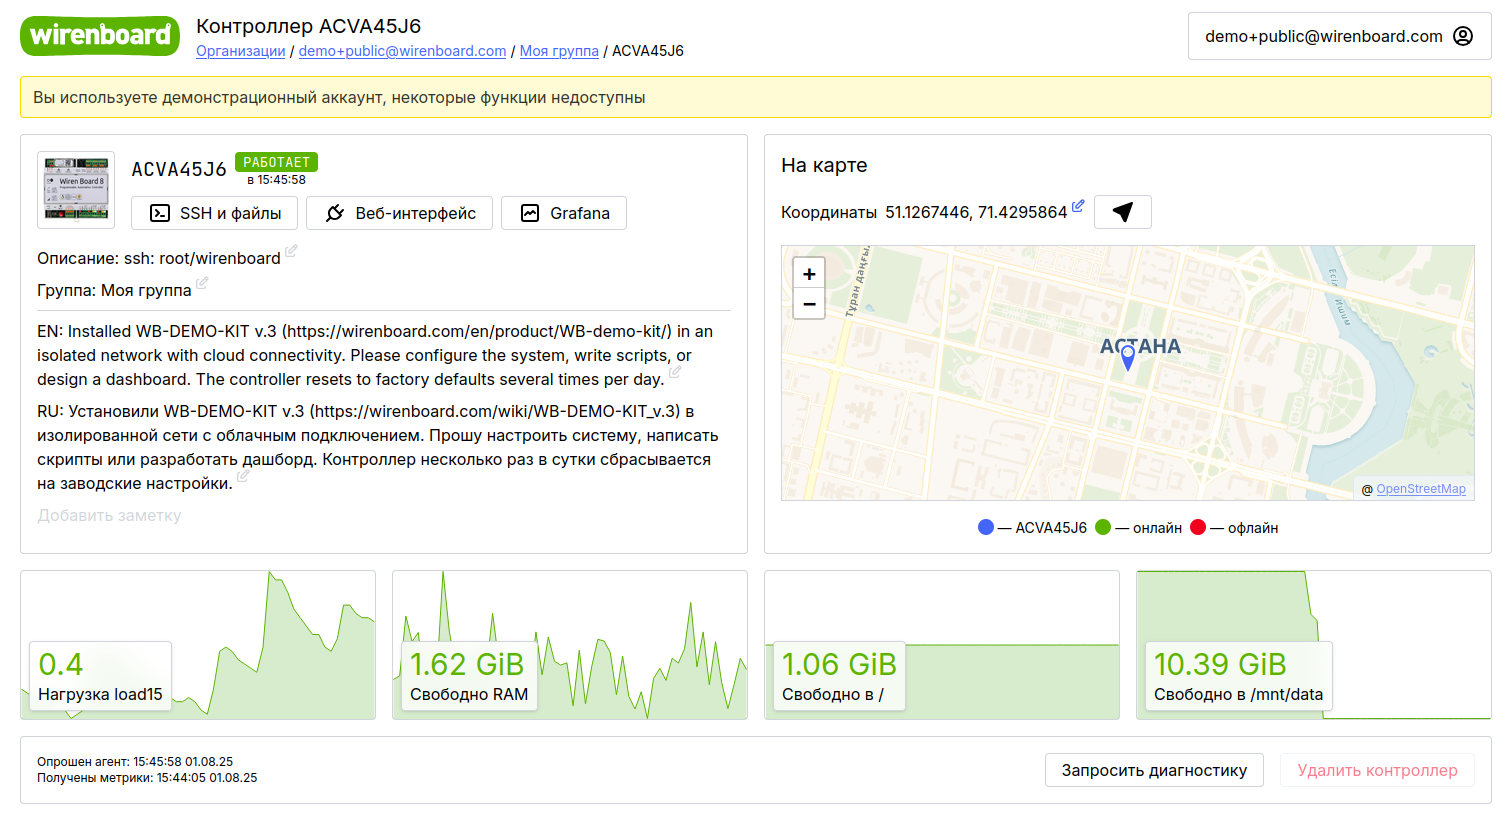 wirenboard
Контроллер ACVA45J6
Организации / demo+public@wirenboard.com / Моя группа / ACVA45J6
demo+public@wirenboard.com
Вы используете демонстрационный аккаунт, некоторые функции недоступны
Wiren Board 8
ACVA45J6
РАБОТАЕТ
в 15:45:58
SSH и файлы
Веб-интерфейс
Grafana
Описание: ssh: root/wirenboard
Группа: Моя группа
EN: Installed WB-DEMO-KIT v.3 (https://wirenboard.com/en/product/WB-demo-kit/) in an
isolated network with cloud connectivity. Please configure the system, write scripts, or
design a dashboard. The controller resets to factory defaults several times per day.
RU: Установили WB-DEMO-KIT v.3 (https://wirenboard.com/wiki/WB-DEMO-KIT_v.3) в
изолированной сети с облачным подключением. Прошу настроить систему, написать
скрипты или разработать дашборд. Контроллер несколько раз в сутки сбрасывается
на заводские настройки.
Добавить заметку
На карте
Координаты 51.1267446, 71.4295864
+
−
Тұран даңғы
Есіл
Ишим
АСТАНА
@ OpenStreetMap
— ACVA45J6 — онлайн — офлайн
0.4
Нагрузка load15
1.62 GiB
Свободно RAM
1.06 GiB
Свободно в /
10.39 GiB
Свободно в /mnt/data
Опрошен агент: 15:45:58 01.08.25
Получены метрики: 15:44:05 01.08.25
Запросить диагностику
Удалить контроллер